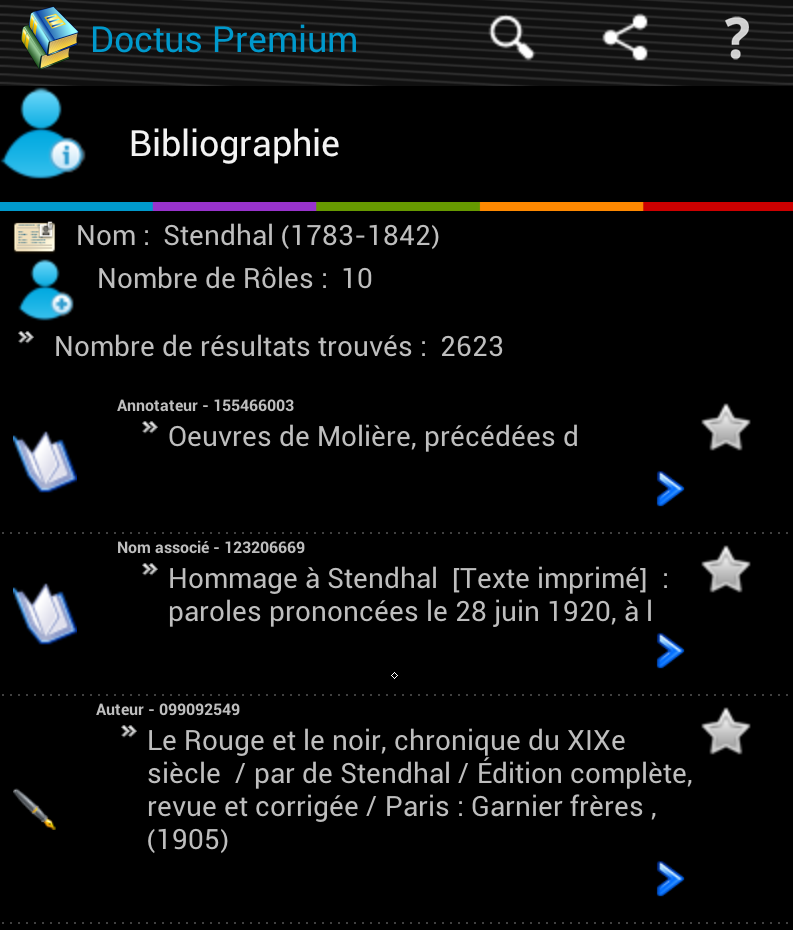 Doctus Premium
?
Bibliographie
Nom : Stendhal (1783-1842)
Nombre de Rôles : 10
Nombre de résultats trouvés : 2623
Annotateur - 155466003
Oeuvres de Molière, précédées d
Nom associé - 123206669
Hommage à Stendhal [Texte imprimé] :
paroles prononcées le 28 juin 1920, à l
Auteur - 099092549
Le Rouge et le noir, chronique du XIXe
siècle / par de Stendhal / Édition complète,
revue et corrigée / Paris : Garnier frères ,
(1905)